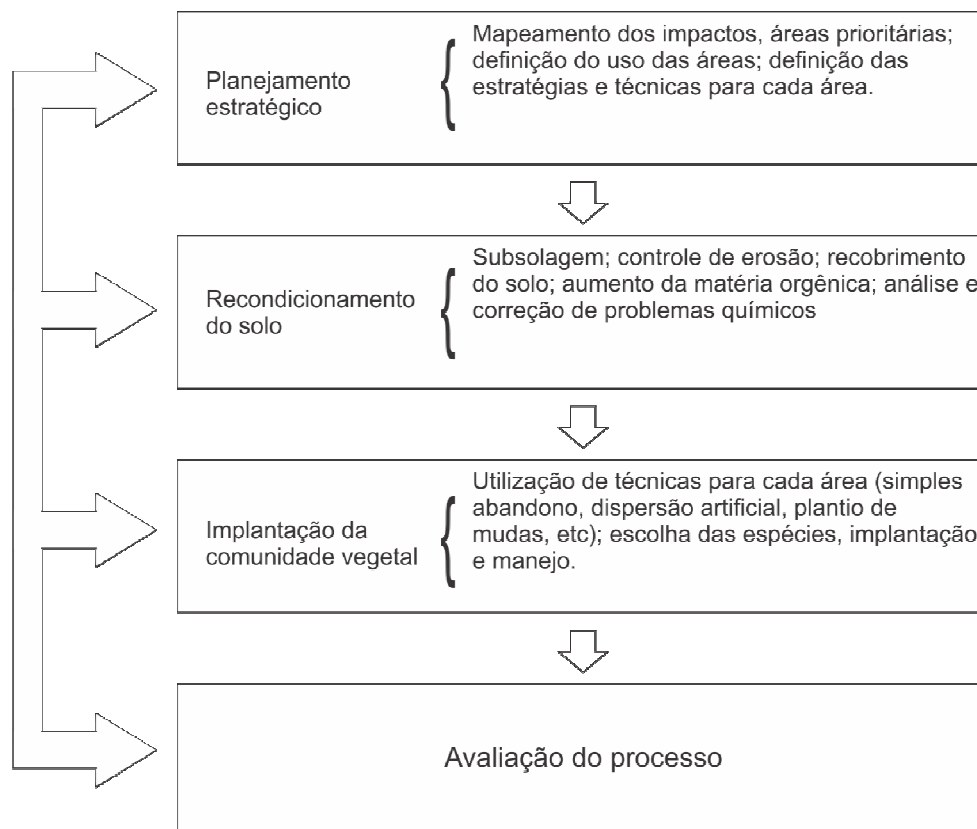 Planejamento
estratégico
Mapeamento dos impactos, áreas prioritárias;
definição do uso das áreas; definição das
estratégias e técnicas para cada área.
Recondicionamento
do solo
Subsolagem; controle de erosão; recobrimento
do solo; aumento da matéria orgênica; análise e
correção de problemas químicos
Implantação da
comunidade vegetal
Utilização de técnicas para cada área (simples
abandono, dispersão artificial, plantio de
mudas, etc); escolha das espécies, implantação
e manejo.
Avaliação do processo